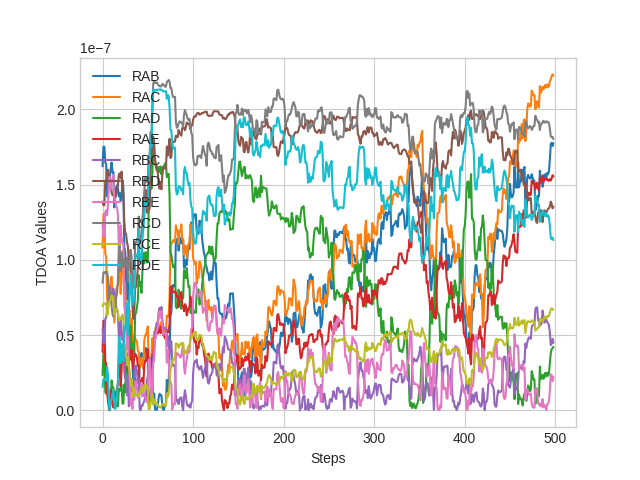 1e−7
2.0
1.5
1.0
0.5
0.0
TDOA Values
RAB
RAC
RAD
RAE
RBC
RBD
RBE
RCD
RCE
RDE
0
100
200
300
400
500
Steps